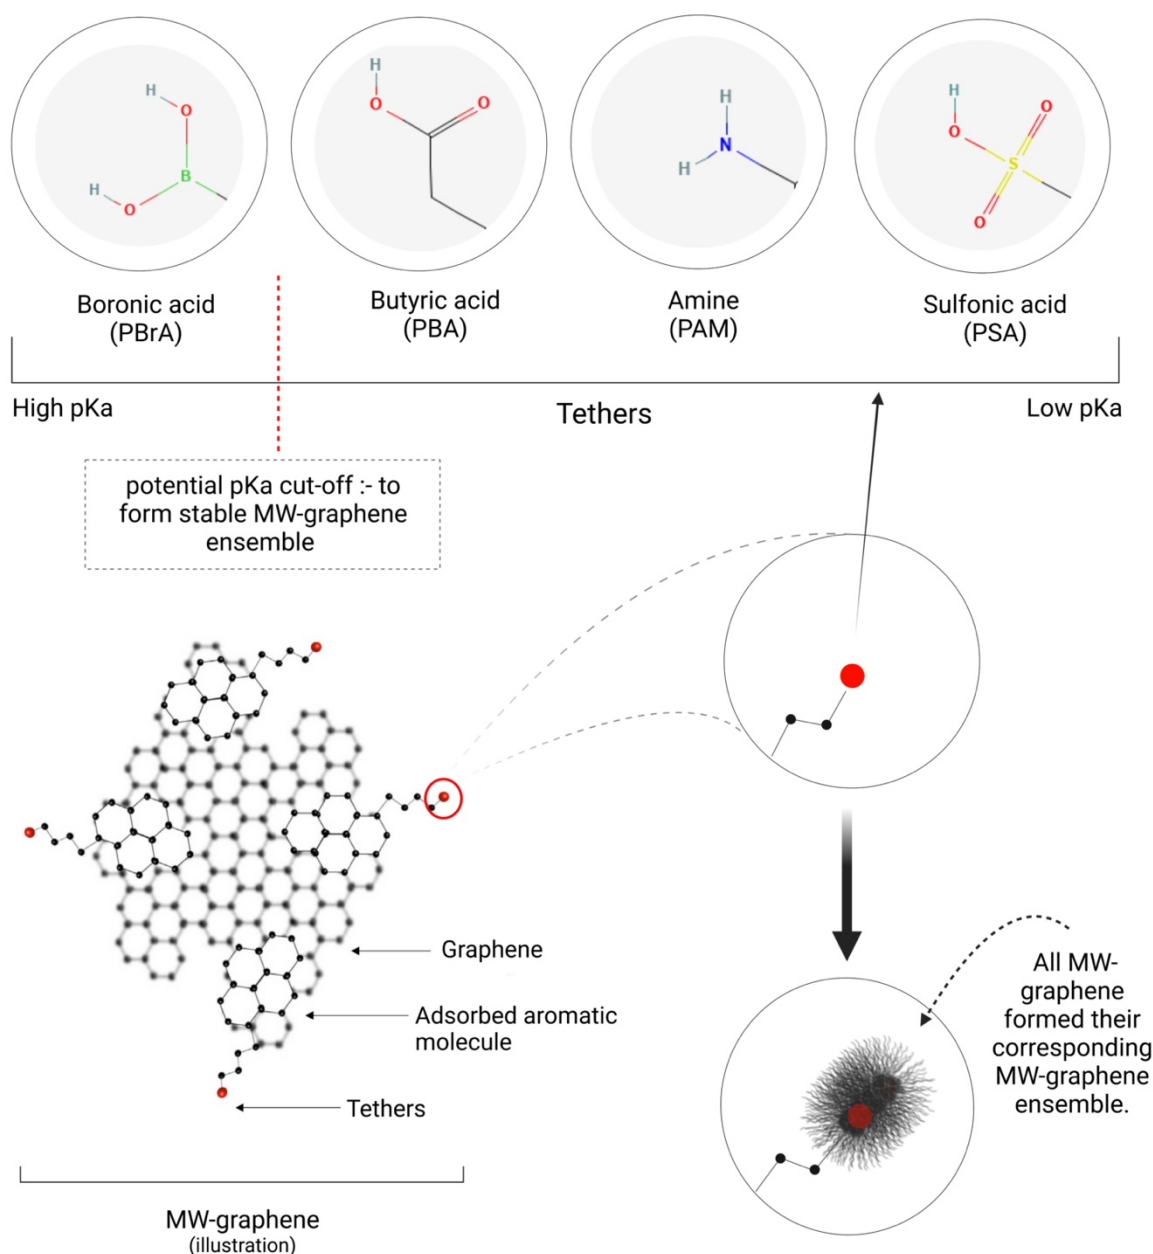 H
O
B
H
O
H
O
O
H
N
H
H
O
O
S
O
Boronic acid
(PBrA)
Butyric acid
(PBA)
Amine
(PAM)
Sulfonic acid
(PSA)
High pKa
Tethers
Low pKa
potential pKa cut-off :- to
form stable MW-graphene
ensemble
Graphene
Adsorbed aromatic
molecule
Tethers
MW-graphene
(illustration)
All MW-
graphene
formed their
corresponding
MW-graphene
ensemble.